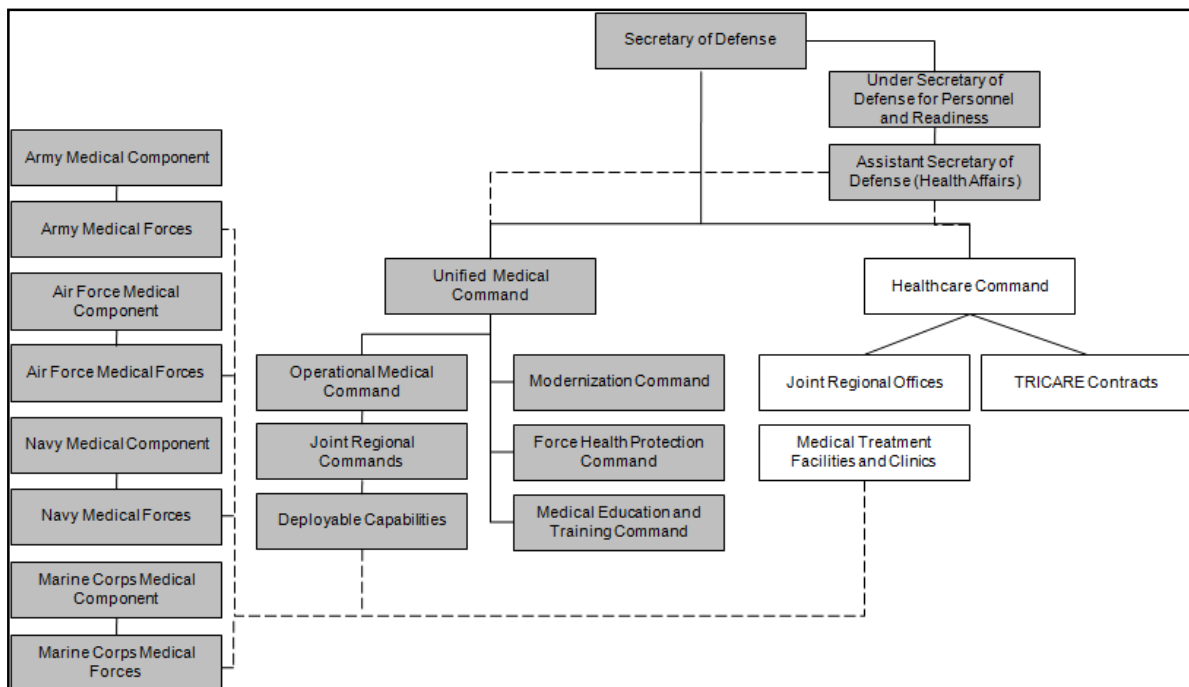 Secretary of Defense
Under Secretary of
Defense for Personnel
and Readiness
Assistant Secretary of
Defense (Health Affairs)
Army Medical Component
Army Medical Forces
Air Force Medical
Component
Air Force Medical Forces
Navy Medical Component
Navy Medical Forces
Marine Corps Medical
Component
Marine Corps Medical
Forces
Unified Medical
Command
Operational Medical
Command
Joint Regional
Commands
Deployable Capabilities
Modernization Command
Force Health Protection
Command
Medical Education and
Training Command
Healthcare Command
Joint Regional Offices
TRICARE Contracts
Medical Treatment
Facilities and Clinics